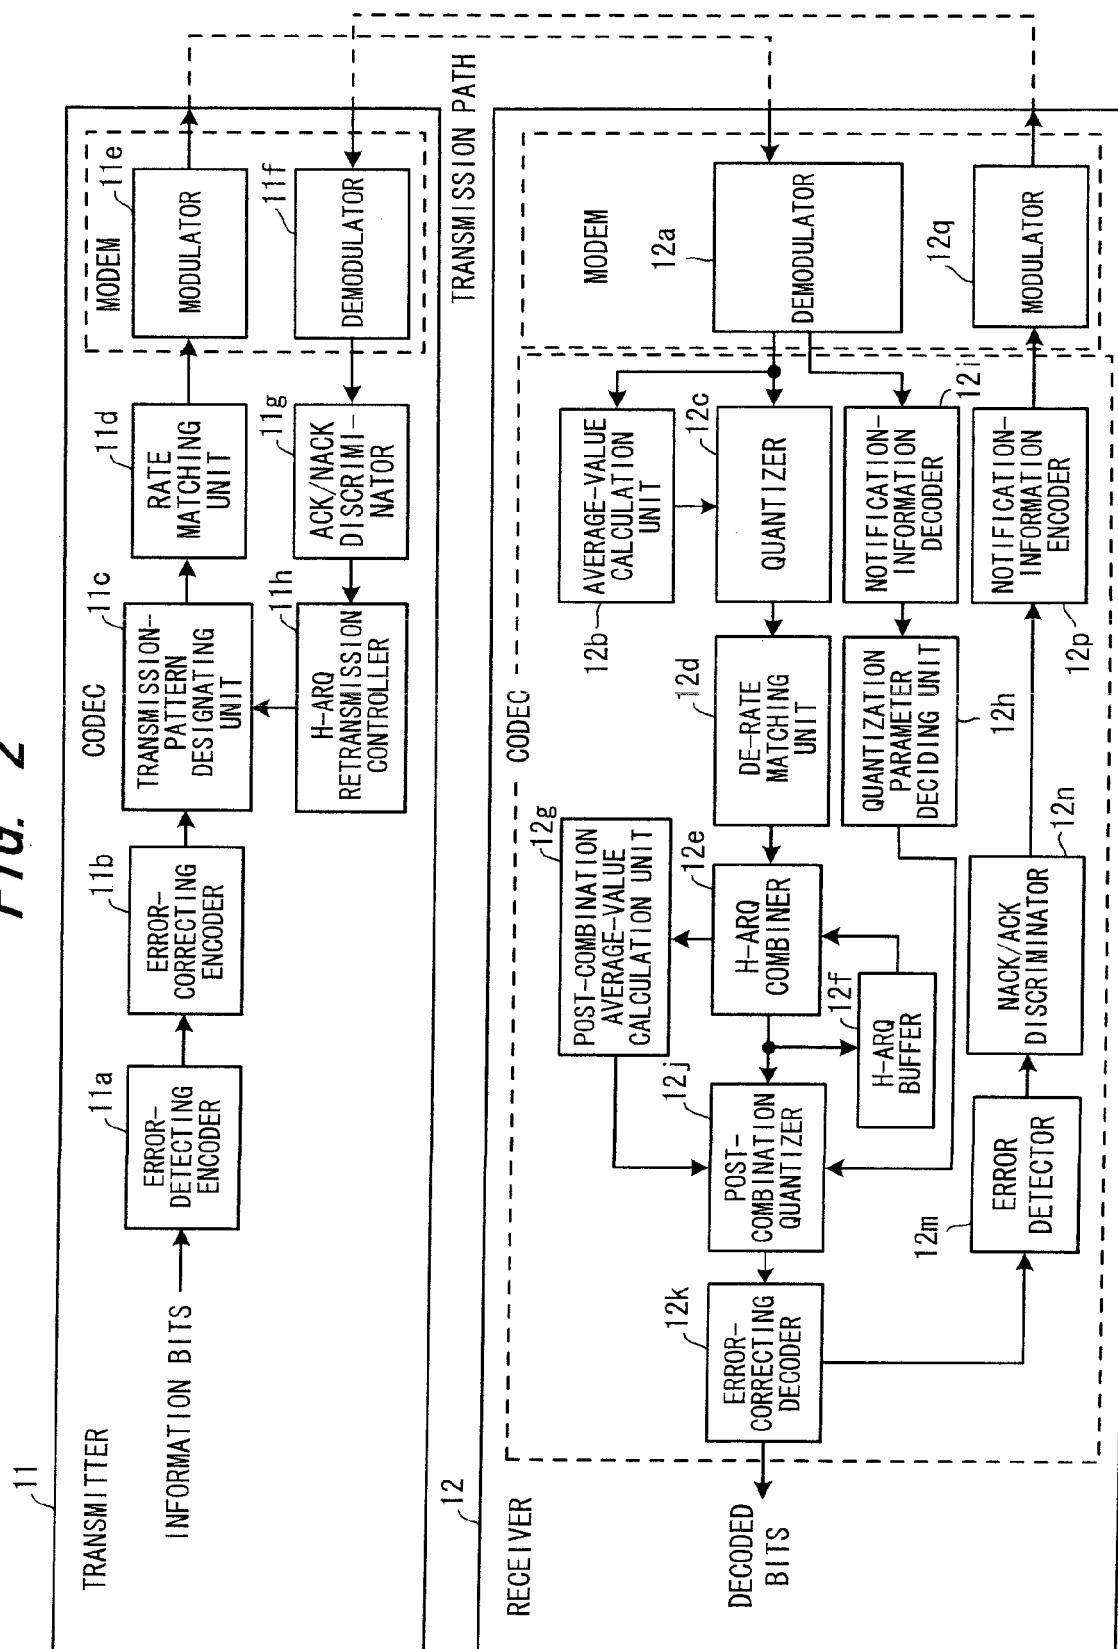 Fig. 2
11
TRANSMITTER
INFORMATION BITS
11a
ERROR-
DETECTING
ENCODER
11b
ERROR-
CORRECTING
ENCODER
CODEC
11c
TRANSMISSION-
PATTERN
DESIGNATING
UNIT
11d
RATE
MATCHING
UNIT
MODEM
11e
MODULATOR
11f
DEMODULATOR
11g
ACK/NACK
DISCRIMI-
NATOR
11h
H-ARQ
RETRANSMISSION
CONTROLLER
TRANSMISSION PATH
12
RECEIVER
MODEM
12a
DEMODULATOR
CODEC
12b
AVERAGE-VALUE
CALCULATION
UNIT
12c
QUANTIZER
12d
DE-RATE
MATCHING
UNIT
12e
H-ARQ
COMBINER
12f
H-ARQ
BUFFER
12g
POST-COMBINATION
AVERAGE-VALUE
CALCULATION UNIT
12i
NOTIFICATION-
INFORMATION
DECODER
12h
QUANTIZATION
PARAMETER
DECIDING UNIT
12j
POST-
COMBINATION
QUANTIZER
12k
ERROR-
CORRECTING
DECODER
DECODED
BITS
12m
ERROR
DETECTOR
12n
NACK/ACK
DISCRIMINATOR
12p
NOTIFICATION-
INFORMATION
ENCODER
12q
MODULATOR